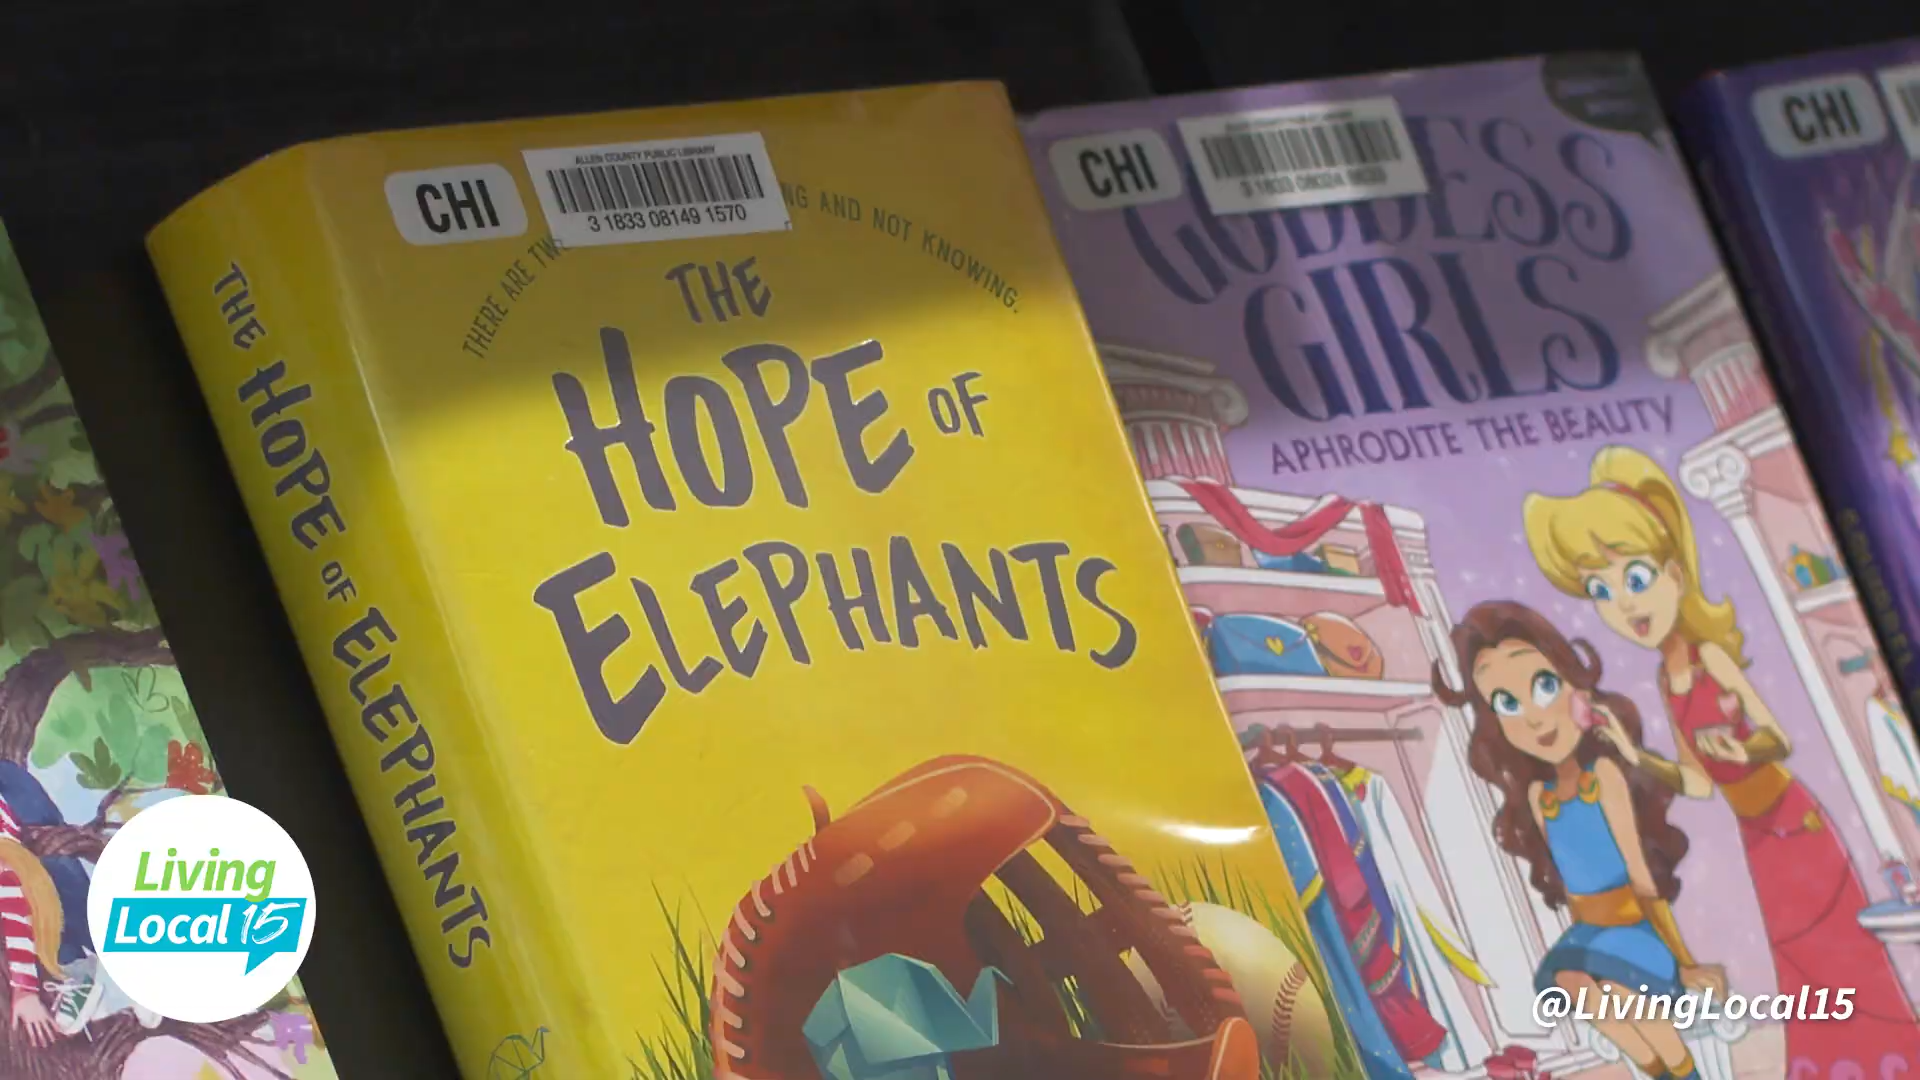 CHI
ALLEN COUNTY PUBLIC LIBRARY
3 1833 08149 1570
THERE ARE
NG AND NOT KNOWING.
THE
HOPE OF
ELEPHANTS
THE HOPE OF ELEPHANTS
CHI
GODDESS
GIRLS
APHRODITE THE BEAUTY
CHI
Living
Local 15
@LivingLocal15